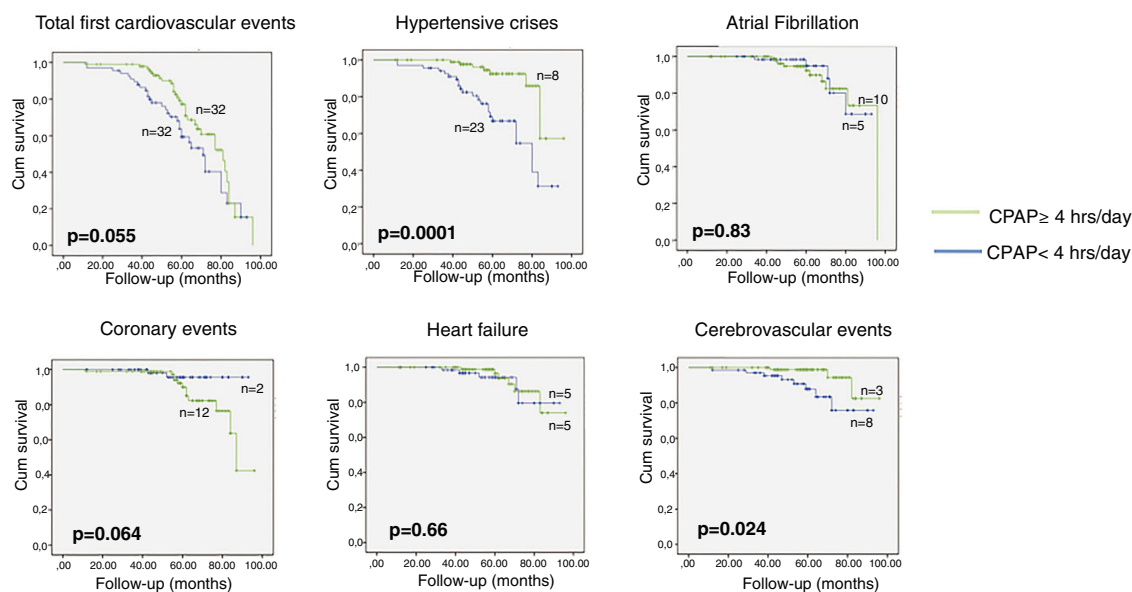 Total first cardiovascular events
Cum survival
1,0
0,0
0,0
0,4
0,2
0,0
n=32
n=32
p=0.055
,00 20.00 40.00 60.00 80.00 100.00
Follow-up (months)
Hypertensive crises
Cum survival
1,0
0,0
0,0
0,4
0,2
0,0
n=8
n=23
p=0.0001
,00 20.00 40.00 60.00 80.00 100.00
Follow-up (months)
Atrial Fibrillation
Cum survival
1,0
0,0
0,0
0,4
0,2
0,0
n=10
n=5
p=0.83
,00 20.00 40.00 60.00 80.00 100.00
Follow-up (months)
CPAP≥ 4 hrs/day
CPAP< 4 hrs/day
Coronary events
Cum survival
1,0
0,0
0,0
0,4
0,2
0,0
n=2
n=12
p=0.064
,00 20.00 40.00 60.00 80.00 100.00
Follow-up (months)
Heart failure
Cum survival
1,0
0,0
0,0
0,4
0,2
0,0
n=5
n=5
p=0.66
,00 20.00 40.00 60.00 80.00 100.00
Follow-up (months)
Cerebrovascular events
Cum survival
1,0
0,0
0,0
0,4
0,2
0,0
n=3
n=8
p=0.024
,00 20.00 40.00 60.00 80.00 100.00
Follow-up (months)